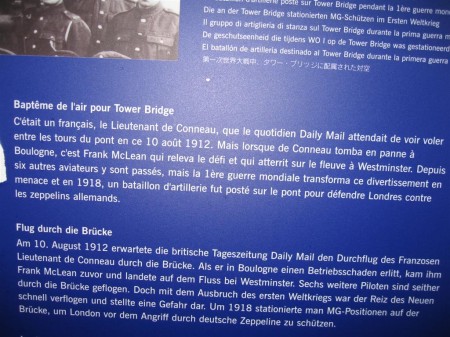 d'artillerie posté sur Tower Bridge pendant la 1ère guerre mon
Die an der Tower Bridge stationierten MG-Schützen im Ersten Weltkrieg
Il gruppo di artigleria di stanza sul Tower Bridge durante la prima guerra m
De geschutseenheid die tijdens WO I op de Tower Bridge was gestationeerd
El batallón de artillería destinado al Tower Bridge durante la primera guerra
第一次世界大戦中、タワー・ブリッジに配属された対空
Baptême de l'air pour Tower Bridge
C'était un français, le Lieutenant de Conneau, que le quotidien Daily Mail attendait de voir voler
entre les tours du pont en ce 10 août 1912. Mais lorsque de Conneau tomba en panne à
Boulogne, c'est Frank McLean qui releva le défi et qui atterrit sur le fleuve à Westminster. Depuis
six autres aviateurs y sont passés, mais la 1ère guerre mondiale transforma ce divertissement en
menace et en 1918, un bataillon d'artillerie fut posté sur le pont pour défendre Londres contre
les zeppelins allemands.
Flug durch die Brücke
Am 10. August 1912 erwartete die britische Tageszeitung Daily Mail den Durchflug des Franzosen
Lieutenant de Conneau durch die Brücke. Als er in Boulogne einen Betriebsschaden erlitt, kam ihm
Frank McLean zuvor und landete auf dem Fluss bei Westminster. Sechs weitere Piloten sind seither
durch die Brücke geflogen. Doch mit dem Ausbruch des ersten Weltkriegs war der Reiz des Neuen
schnell verflogen und stellte eine Gefahr dar. Um 1918 stationierte man MG-Positionen auf der
Brücke, um London vor dem Angriff durch deutsche Zeppeline zu schützen.